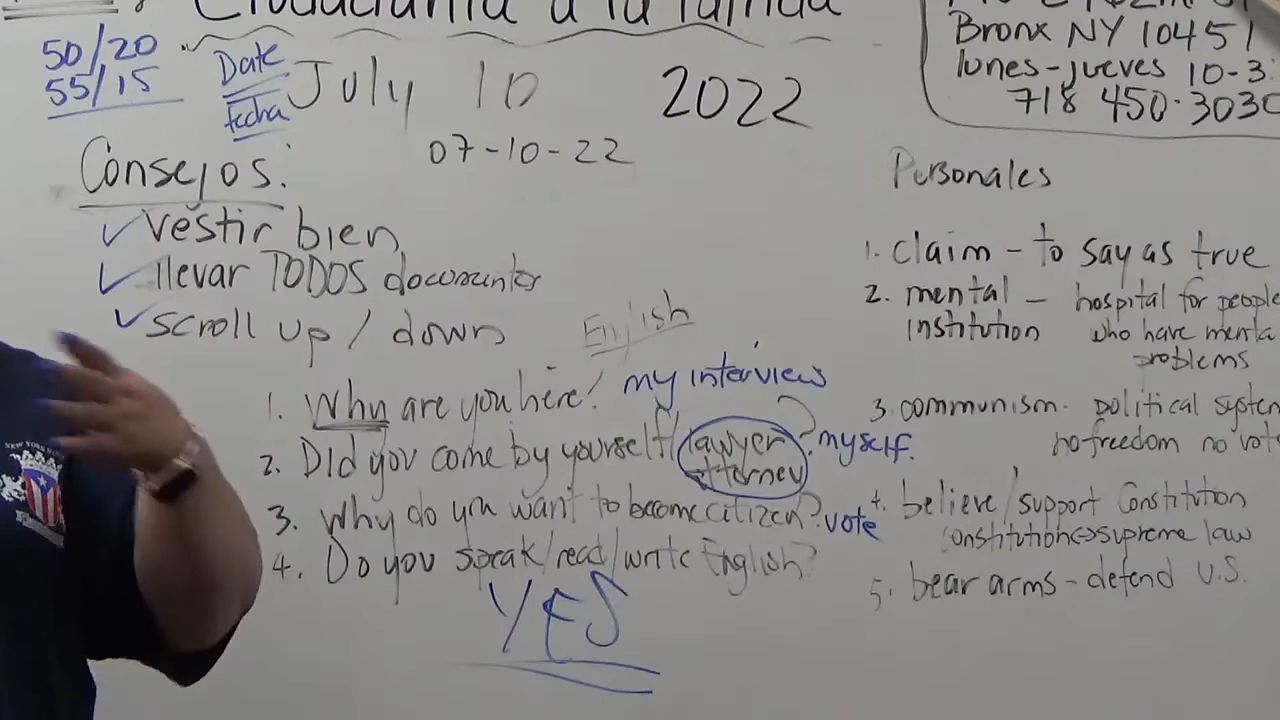 Ciudadanía a la familia
50/20
55/15
Date
Fecha
July 10 2022
07-10-22
Bronx NY 10451
lunes-jueves 10-3
718 450-3030
Consejos:
✓ vestir bien
✓ llevar TODOS documentos
✓ scroll up / down
English
1. Why are you here? my interview
2. Did you come by yourself/lawyer attorney? myself.
3. Why do you want to become citizen? vote
4. Do you speak/read/write English?
YES
Personales
1. claim - to say as true
2. mental institution - hospital for people who have mental problems
3. communism - political system no freedom no vote
4. believe/support Constitution
constitution⇔supreme law
5. bear arms - defend U.S.
NEW YORK